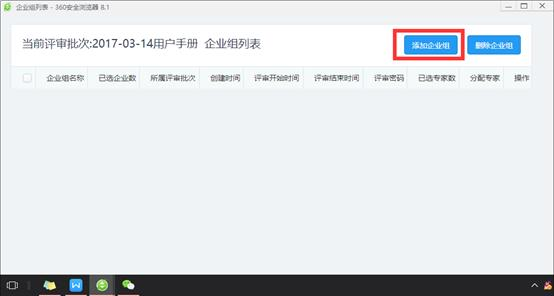 企业组列表 - 360安全浏览器 8.1
当前评审批次:2017-03-14用户手册 企业组列表 添加企业组 删除企业组
企业组名称 已选企业数 所属评审批次 创建时间 评审开始时间 评审结束时间 评审密码 已选专家数 分配专家 操作